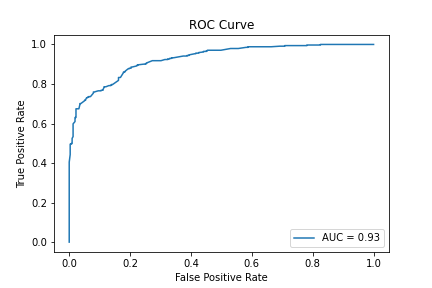 ROC Curve
True Positive Rate
1.0
0.8
0.6
0.4
0.2
0.0
AUC = 0.93
0.0 0.2 0.4 0.6 0.8 1.0
False Positive Rate